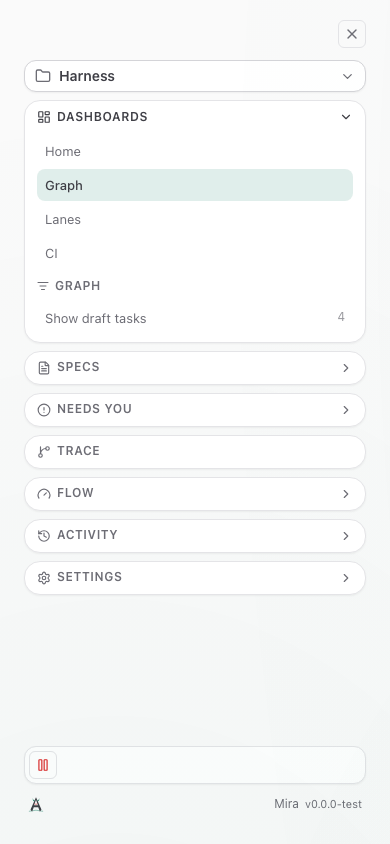 Harness
DASHBOARDS
Home
Graph
Lanes
CI
GRAPH
Show draft tasks 4
SPECS
NEEDS YOU
TRACE
FLOW
ACTIVITY
SETTINGS
Mira v0.0.0-test